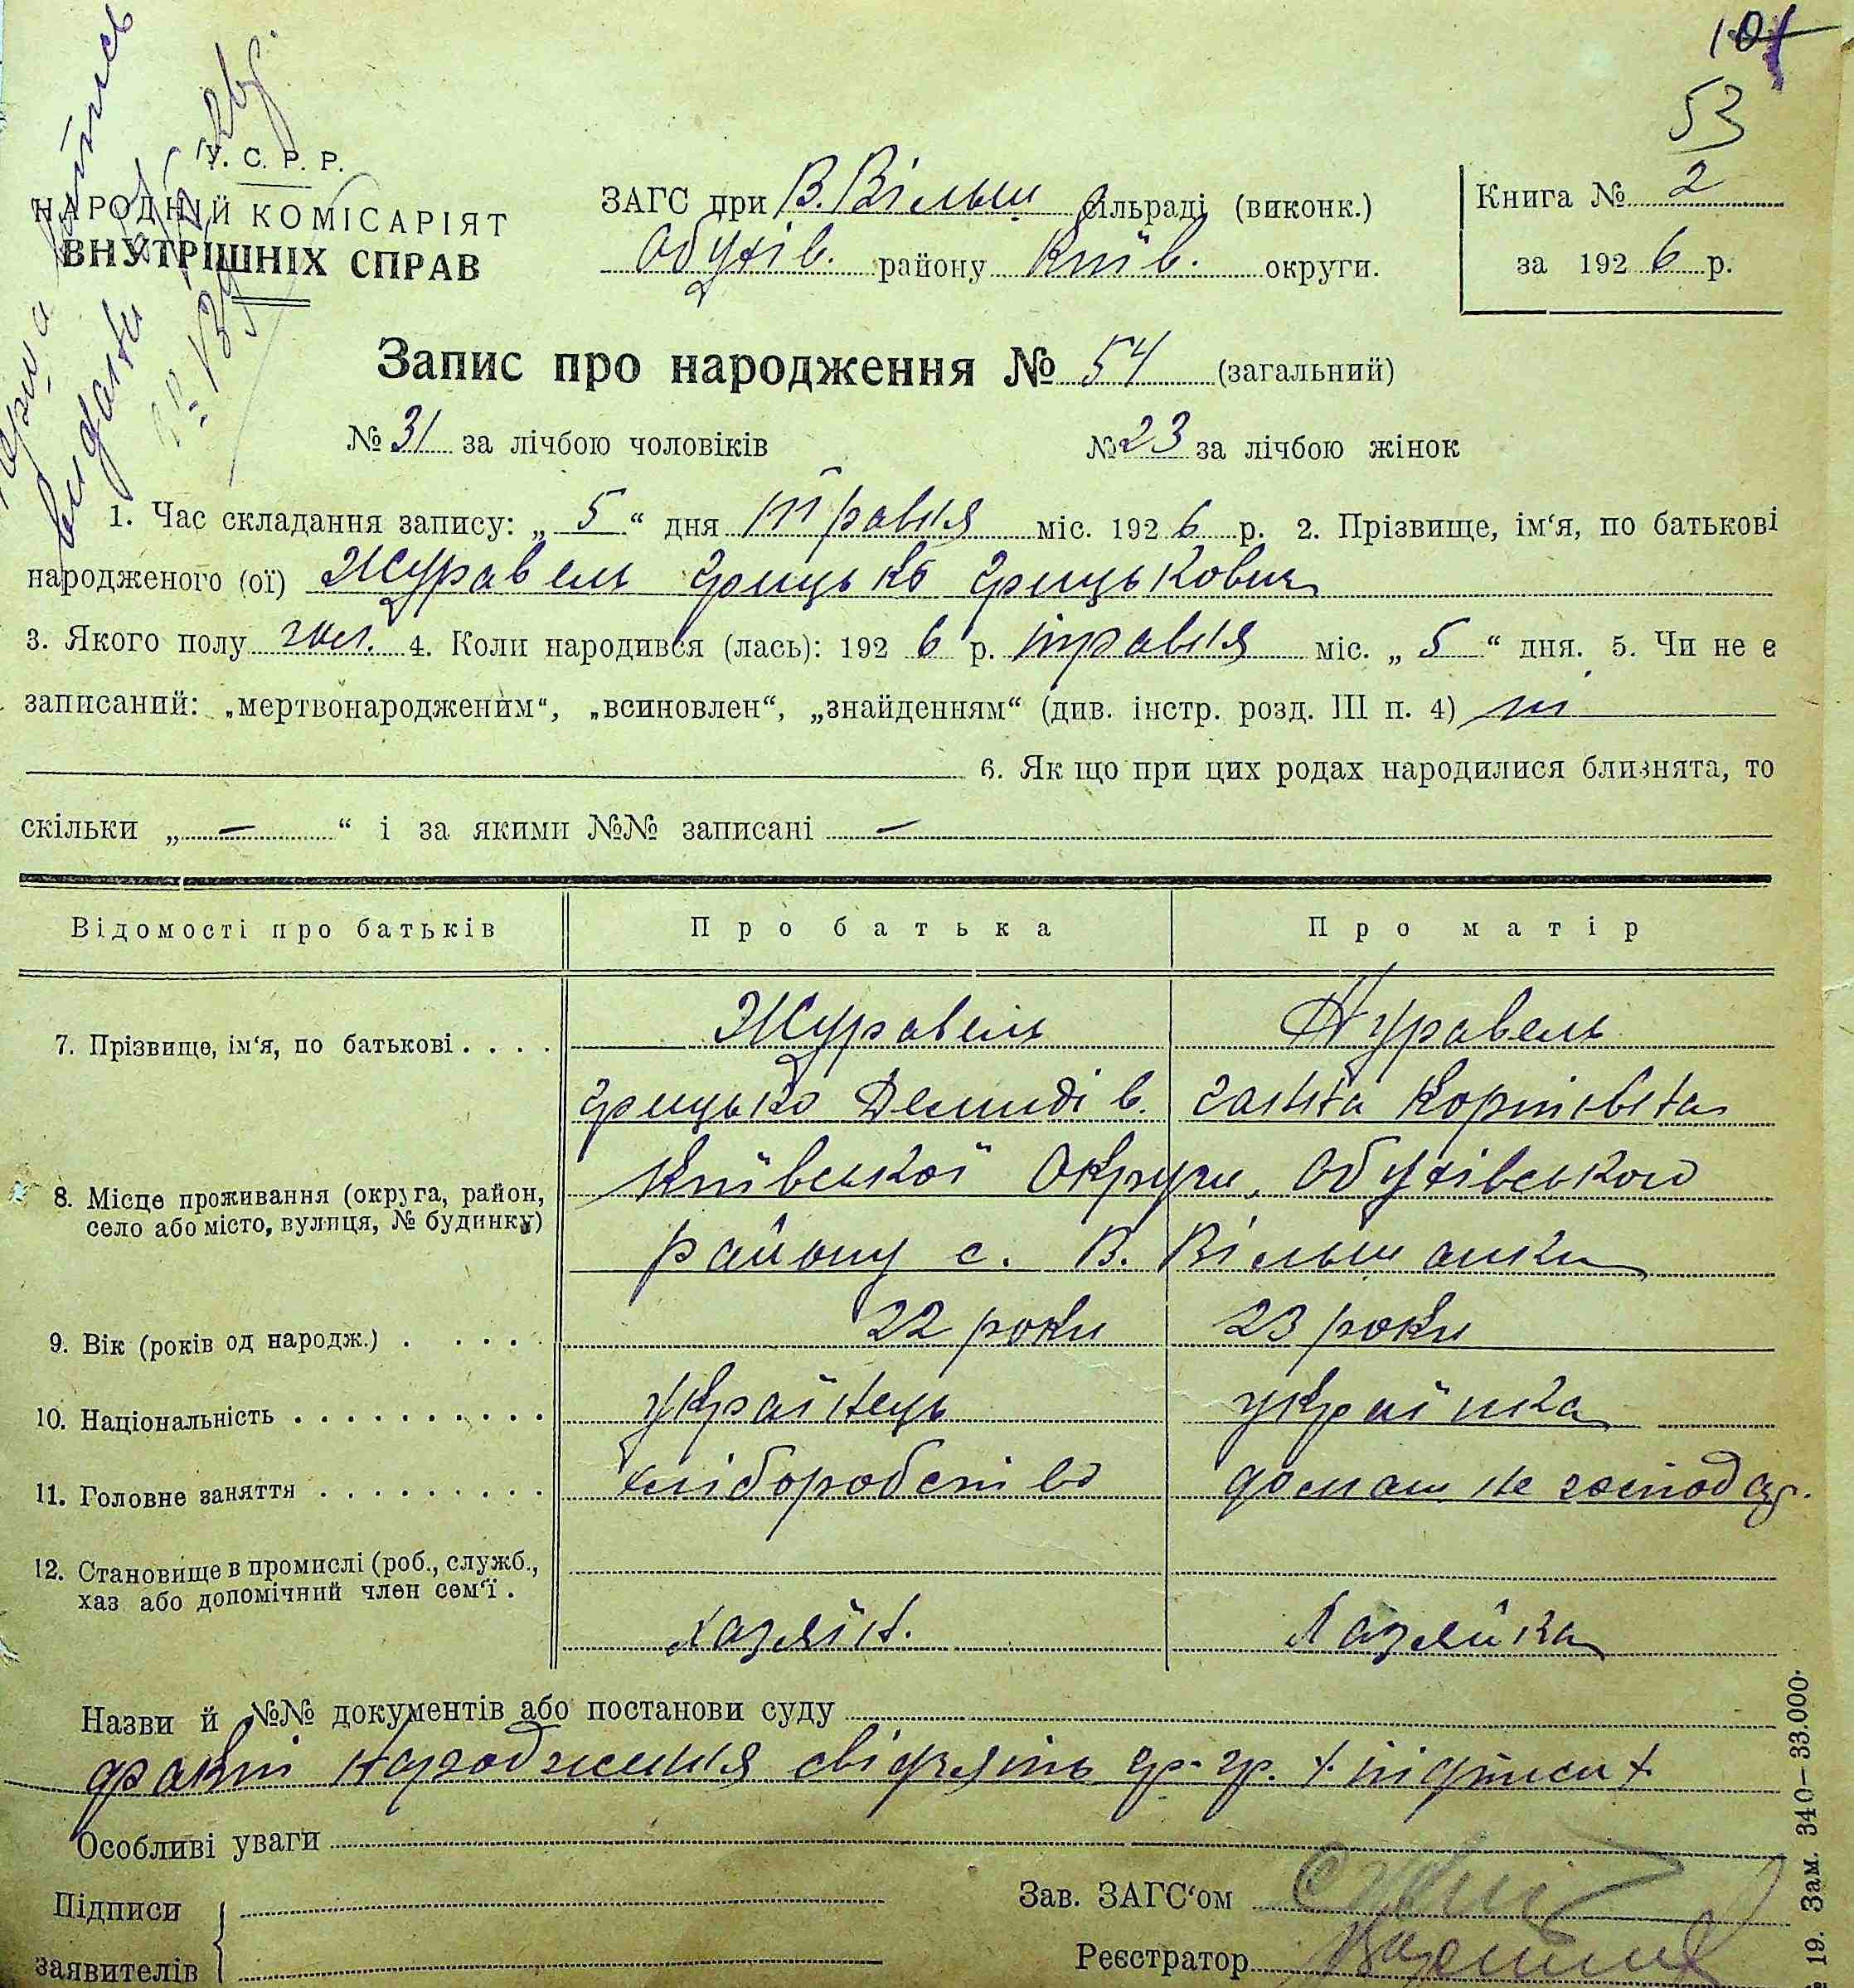 101
53
У. С. Р. Р.
НАРОДНІЙ КОМІСАРІЯТ
ВНУТРІШНІХ СПРАВ
ЗАГС при В. Вільш сільраді (виконк.)
Обухів. району Київ. округи.
Книга № 2
за 1926 р.
Запис про народження № 54 (загальний)
№ 31 за лічбою чоловіків № 23 за лічбою жінок
1. Час складання запису: „5“ дня травня міс. 1926 р. 2. Прізвище, ім‘я, по батькові
народженого (ої) Журавель Грицько Грицькович
3. Якого полу чол. 4. Коли народився (лась): 1926 р. травня міс. „5“ дня. 5. Чи не є
записаний: „мертвонародженим“, „всиновлен“, „знайденням“ (див. інстр. розд. III п. 4) ні
6. Як що при цих родах народилися близнята, то
скільки „ — “ і за якими №№ записані —
Відомості про батьків Про батька Про матір
7. Прізвище, ім‘я, по батькові . . . . Журавель Журавель
Грицько Демидів. Ганна Корніївна
8. Місце проживання (округа, район, село або місто, вулиця, № будинку) Київської Округи, Обухівського
району с. В. Вільшанки
9. Вік (років од народж.) . . . . . 22 роки 23 роки
10. Національність . . . . . . . . . . українець українка
11. Головне заняття . . . . . . . . . хліборобство домашнє господар.
12. Становище в промислі (роб., служб.,
хаз або допомічний член сем‘ї . хазяїн. Хазяйка
Назви й №№ документів або постанови суду
факт народження свідчать гр-гр. + підписи +
Особливі уваги
Підписи
заявителів
Зав. ЗАГС‘ом
Реєстратор
19. Зам. 340—33.000.